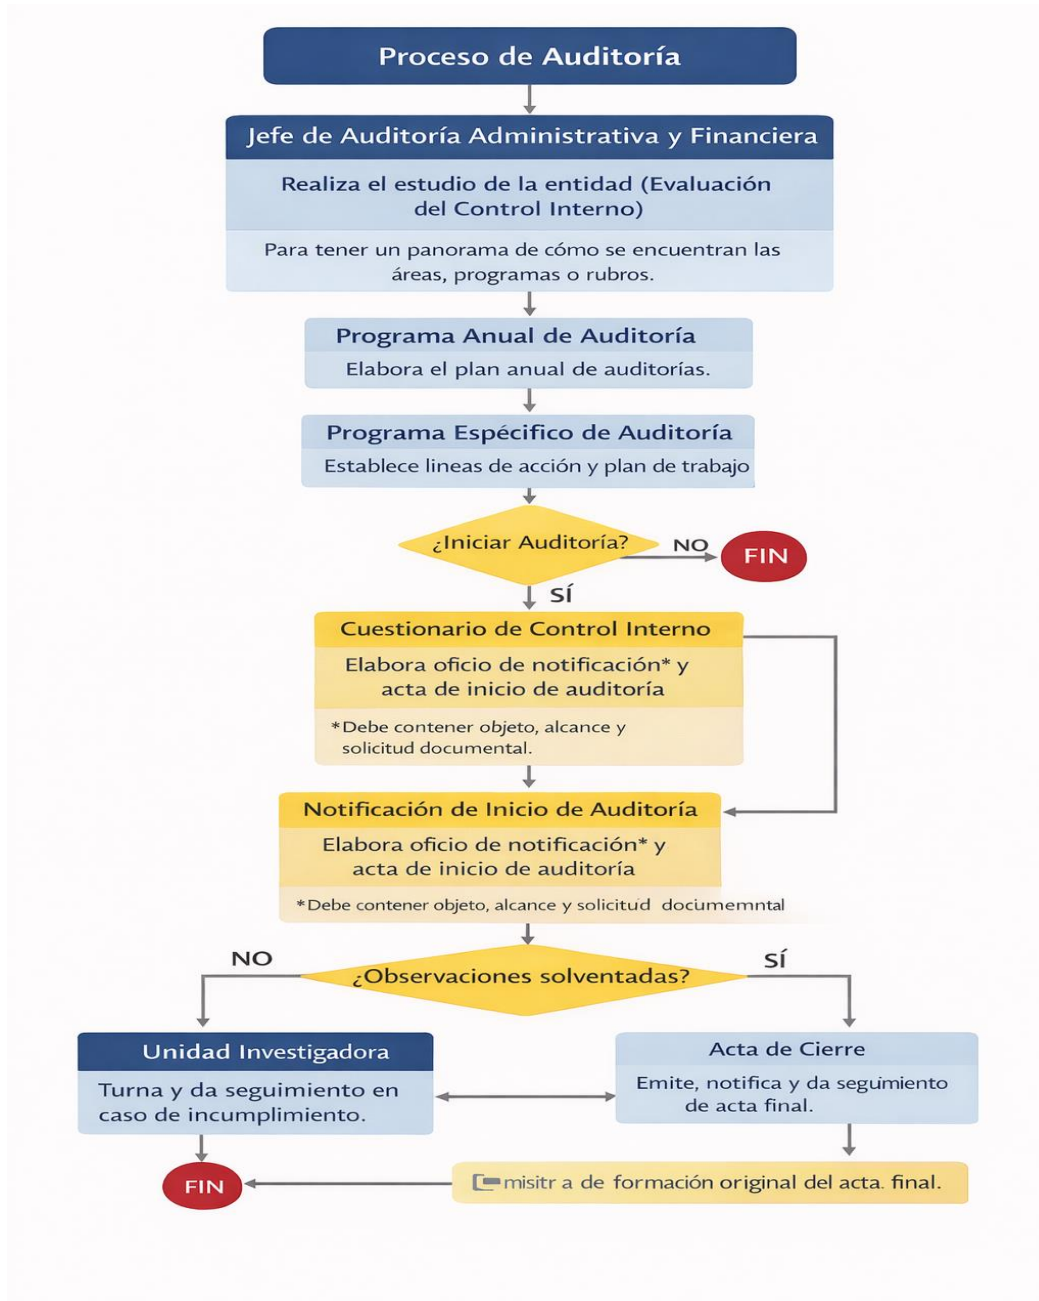 Proceso de Auditoría
Jefe de Auditoría Administrativa y Financiera
Realiza el estudio de la entidad (Evaluación
del Control Interno)
Para tener un panorama de cómo se encuentran las
áreas, programas o rubros.
Programa Anual de Auditoría
Elabora el plan anual de auditorías.
Programa Espécifico de Auditoría
Establece lineas de acción y plan de trabajo
¿Iniciar Auditoría?
NO
FIN
SÍ
Cuestionario de Control Interno
Elabora oficio de notificación* y
acta de inicio de auditoría
*Debe contener objeto, alcance y
solicitud documental.
Notificación de Inicio de Auditoría
Elabora oficio de notificación* y
acta de inicio de auditoría
*Debe contener objeto, alcance y solicitud documemntal
NO
¿Observaciones solventadas?
SÍ
Unidad Investigadora
Turna y da seguimiento en
caso de incumplimiento.
Acta de Cierre
Emite, notifica y da seguimiento
de acta final.
FIN
de formación original del acta. final.